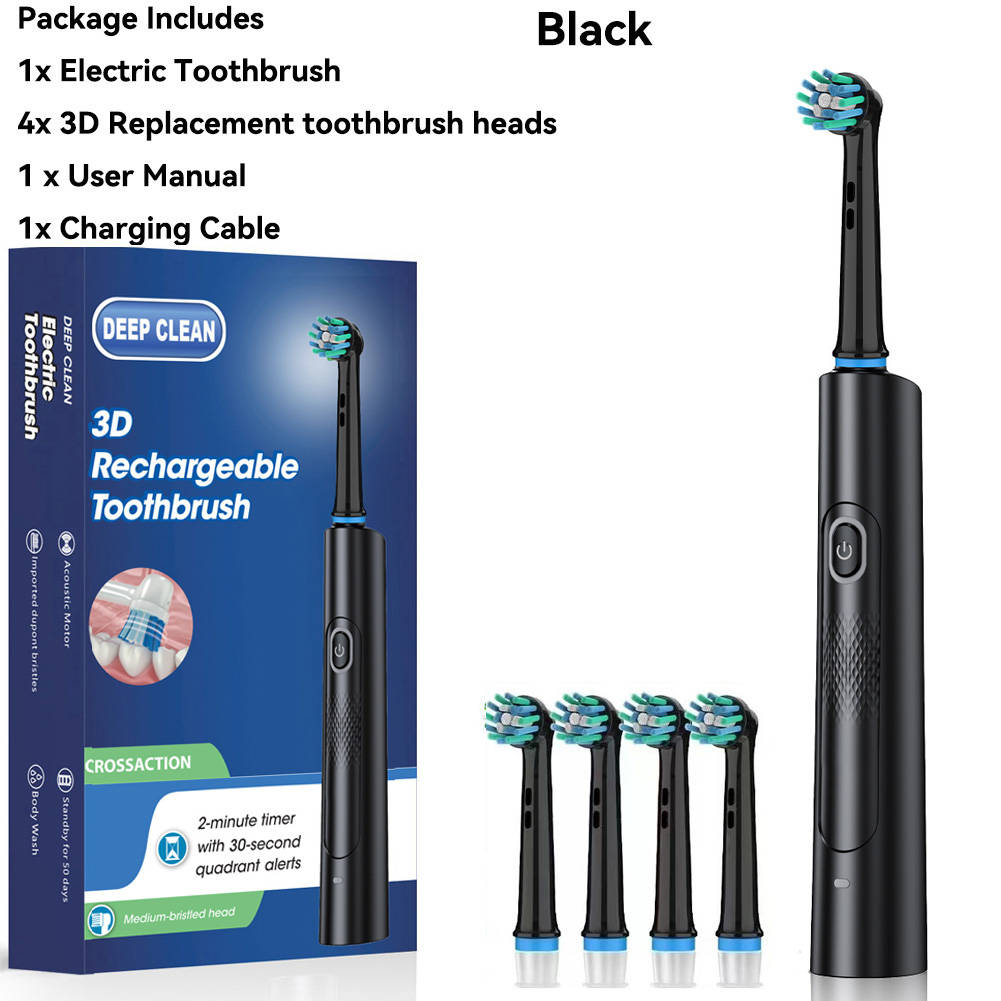 Package Includes
1x Electric Toothbrush
4x 3D Replacement toothbrush heads
1 x User Manual
1x Charging Cable
Black
DEEP CLEAN
Electric
Toothbrush
Acoustic Motor
Imported dupont bristles
Standby for 50 days
Body Wash
DEEP CLEAN
3D
Rechargeable
Toothbrush
CROSSACTION
2-minute timer
with 30-second
quadrant alerts
Medium-bristled head